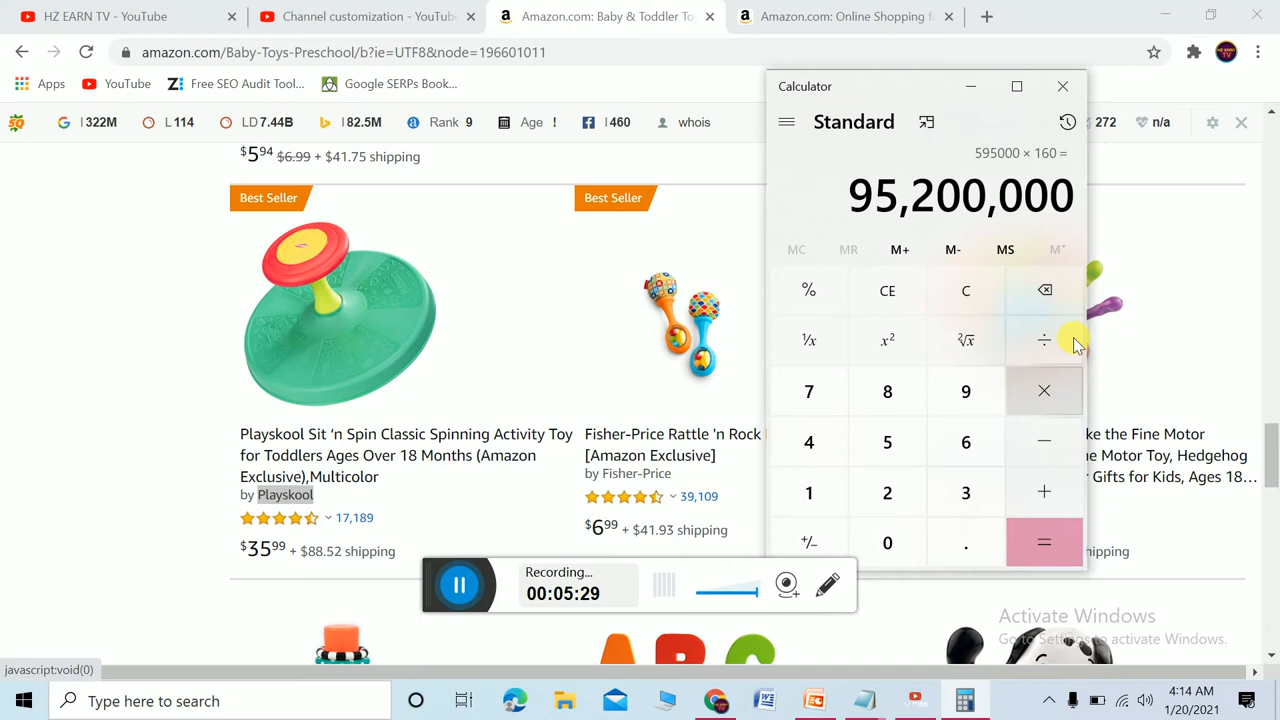 HZ EARN TV - YouTube
Channel customization - YouTube
Amazon.com: Baby & Toddler To
Amazon.com: Online Shopping f
amazon.com/Baby-Toys-Preschool/b?ie=UTF8&node=196601011
Apps YouTube Free SEO Audit Tool... Google SERPs Book...
I 322M L 114 LD 7.44B I 82.5M Rank 9 Age ! I 460 whois 272 n/a
$5.94 $6.99 + $41.75 shipping
Best Seller
Best Seller
Playskool Sit 'n Spin Classic Spinning Activity Toy
for Toddlers Ages Over 18 Months (Amazon
Exclusive),Multicolor
by Playskool
17,189
$35.99 + $88.52 shipping
Fisher-Price Rattle 'n Rock
[Amazon Exclusive]
by Fisher-Price
39,109
$6.99 + $41.93 shipping
ke the Fine Motor
e Motor Toy, Hedgehog
Gifts for Kids, Ages 18...
hipping
Calculator
Standard
595000 × 160 =
95,200,000
MC MR M+ M- MS M˅
% CE C
¹/x x² ²√x ÷
7 8 9 ×
4 5 6 −
1 2 3 +
+/− 0 . =
Recording...
00:05:29
A B C
Activate Windows
Go to Settings to activate Windows.
javascript:void(0)
Type here to search
4:14 AM
1/20/2021